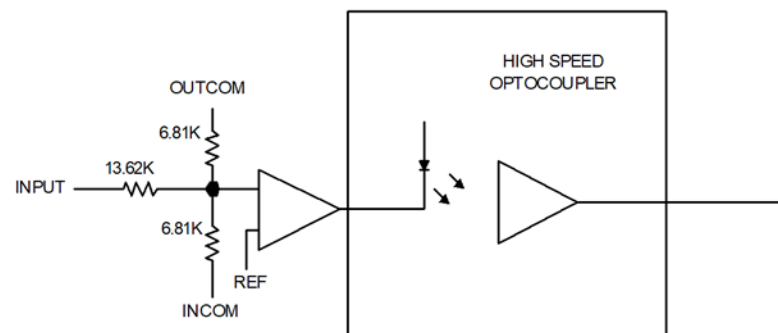 HIGH SPEED
OPTOCOUPLER
OUTCOM
6.81K
13.62K
INPUT
6.81K
REF
INCOM